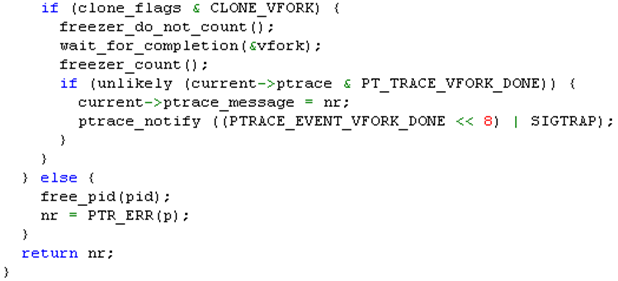 if (clone_flags & CLONE_VFORK) {
freezer_do_not_count();
wait_for_completion(&vfork);
freezer_count();
if (unlikely (current->ptrace & PT_TRACE_VFORK_DONE)) {
current->ptrace_message = nr;
ptrace_notify ((PTRACE_EVENT_VFORK_DONE << 8) | SIGTRAP);
}
}
} else {
free_pid(pid);
nr = PTR_ERR(p);
}
return nr;
}